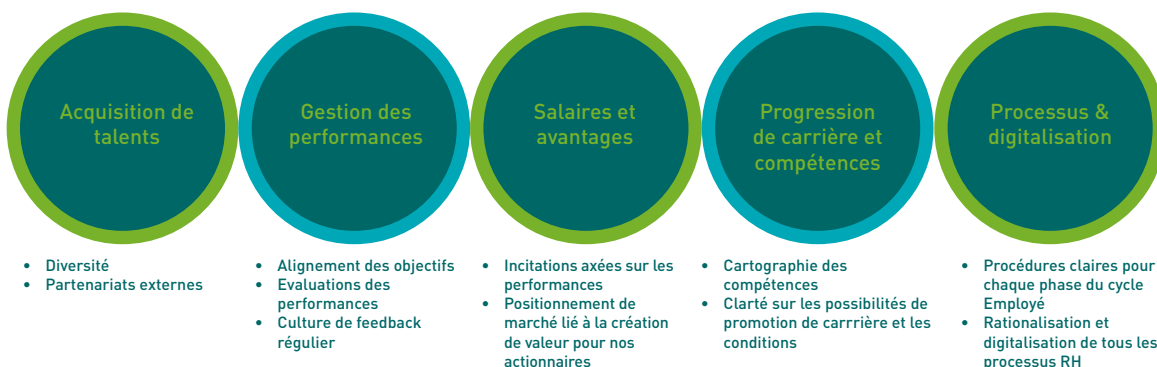 Acquisition de
talents
Gestion des
performances
Salaires et
avantages
Progression
de carrière et
compétences
Processus &
digitalisation
• Diversité
• Partenariats externes
• Alignement des objectifs
• Evaluations des
performances
• Culture de feedback
régulier
• Incitations axées sur les
performances
• Positionnement de
marché lié à la création
de valeur pour nos
actionnaires
• Cartographie des
compétences
• Clarté sur les possibilités de
promotion de carrrière et les
conditions
• Procédures claires pour
chaque phase du cycle
Employé
• Rationalisation et
digitalisation de tous les
processus RH